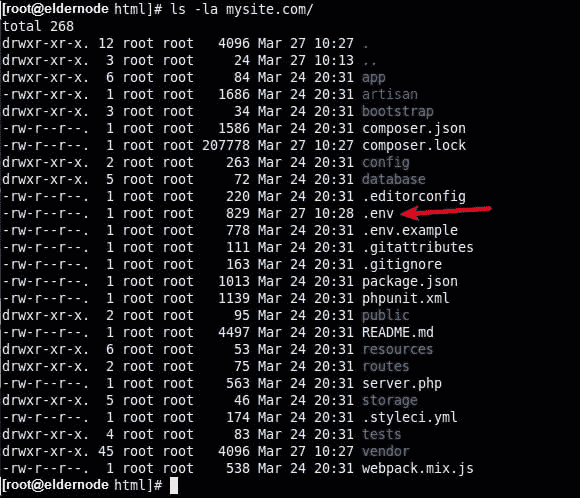 [root@eldernode html]# ls -la mysite.com/
total 268
drwxr-xr-x. 12 root root   4096 Mar 27 10:27 .
drwxr-xr-x.  3 root root     24 Mar 27 10:13 ..
drwxr-xr-x.  6 root root     84 Mar 24 20:31 app
-rwxr-xr-x.  1 root root   1686 Mar 24 20:31 artisan
drwxr-xr-x.  3 root root     34 Mar 24 20:31 bootstrap
-rw-r--r--.  1 root root   1586 Mar 24 20:31 composer.json
-rw-r--r--.  1 root root 207778 Mar 27 10:27 composer.lock
drwxr-xr-x.  2 root root    263 Mar 24 20:31 config
drwxr-xr-x.  5 root root     72 Mar 24 20:31 database
-rw-r--r--.  1 root root    220 Mar 24 20:31 .editorconfig
-rw-r--r--.  1 root root    829 Mar 27 10:28 .env
-rw-r--r--.  1 root root    778 Mar 24 20:31 .env.example
-rw-r--r--.  1 root root    111 Mar 24 20:31 .gitattributes
-rw-r--r--.  1 root root    163 Mar 24 20:31 .gitignore
-rw-r--r--.  1 root root   1013 Mar 24 20:31 package.json
-rw-r--r--.  1 root root   1139 Mar 24 20:31 phpunit.xml
drwxr-xr-x.  2 root root     95 Mar 24 20:31 public
-rw-r--r--.  1 root root   4497 Mar 24 20:31 README.md
drwxr-xr-x.  6 root root     53 Mar 24 20:31 resources
drwxr-xr-x.  2 root root     75 Mar 24 20:31 routes
-rw-r--r--.  1 root root    563 Mar 24 20:31 server.php
drwxr-xr-x.  5 root root     46 Mar 24 20:31 storage
-rw-r--r--.  1 root root    174 Mar 24 20:31 .styleci.yml
drwxr-xr-x.  4 root root     83 Mar 24 20:31 tests
drwxr-xr-x. 45 root root   4096 Mar 27 10:27 vendor
-rw-r--r--.  1 root root    538 Mar 24 20:31 webpack.mix.js
[root@eldernode html]#